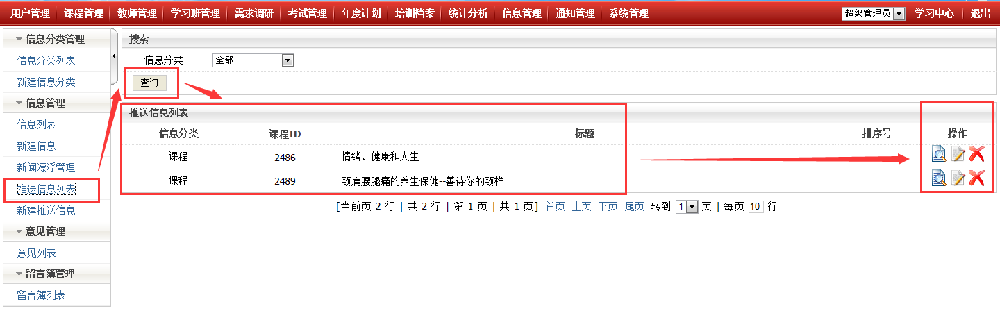 用户管理 课程管理 教师管理 学习班管理 需求调研 考试管理 年度计划 培训档案 统计分析 信息管理 通知管理 系统管理 超级管理员 学习中心 退出
信息分类管理
信息分类列表
新建信息分类
信息管理
信息列表
新建信息
新闻漂浮管理
推送信息列表
新建推送信息
意见管理
意见列表
留言簿管理
留言簿列表
搜索
信息分类 全部
查询
推送信息列表
信息分类 课程ID 标题 排序号 操作
课程 2486 情绪、健康和人生
课程 2489 颈肩腰腿痛的养生保健--善待你的颈椎
[当前页 2 行 | 共 2 行 | 第 1 页 | 共 1 页] 首页 上页 下页 尾页 转到 1 页 | 每页 10 行